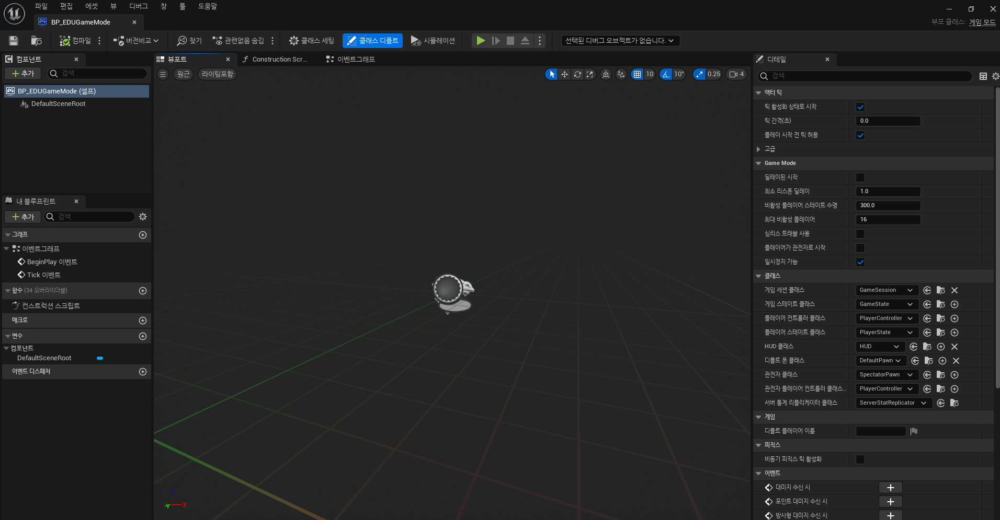 파일 편집 에셋 뷰 디버그 창 툴 도움말
BP_EDUGameMode
부모 클래스: 게임 모드
컴파일 버전비교 찾기 관련없음 숨김 클래스 세팅 클래스 디폴트 시뮬레이션 선택된 디버그 오브젝트가 없습니다.
컴포넌트
추가 검색
BP_EDUGameMode (셀프)
DefaultSceneRoot
내 블루프린트
추가 검색
그래프
이벤트그래프
BeginPlay 이벤트
Tick 이벤트
함수 (34 오버라이더블)
컨스트럭션 스크립트
매크로
변수
컴포넌트
DefaultSceneRoot
이벤트 디스패처
뷰포트 Construction Scr... 이벤트그래프
원근 라이팅포함 10 10° 0.25 4
Z
Y X
디테일
검색
액터 틱
틱 활성화 상태로 시작
틱 간격(초) 0.0
플레이 시작 전 틱 허용
고급
Game Mode
딜레이된 시작
최소 리스폰 딜레이 1.0
비활성 플레이어 스테이트 수명 300.0
최대 비활성 플레이어 16
심리스 트래블 사용
플레이어가 관전자로 시작
일시정지 가능
클래스
게임 세션 클래스 GameSession
게임 스테이트 클래스 GameState
플레이어 컨트롤러 클래스 PlayerController
플레이어 스테이트 클래스 PlayerState
HUD 클래스 HUD
디폴트 폰 클래스 DefaultPawn
관전자 클래스 SpectatorPawn
관전자 플레이어 컨트롤러 클래스... PlayerController
서버 통계 리플리케이터 클래스 ServerStatReplicator
게임
디폴트 플레이어 이름
피직스
비동기 피직스 틱 활성화
이벤트
대미지 수신 시
포인트 대미지 수신 시
방사형 대미지 수신 시